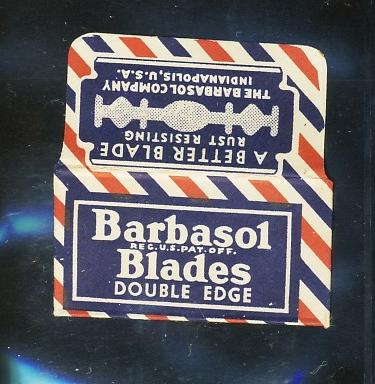 A BETTER BLADE
RUST RESISTING
THE BARBASOL COMPANY
INDIANAPOLIS, U.S.A.
Barbasol
REG. U.S. PAT. OFF.
Blades
DOUBLE EDGE